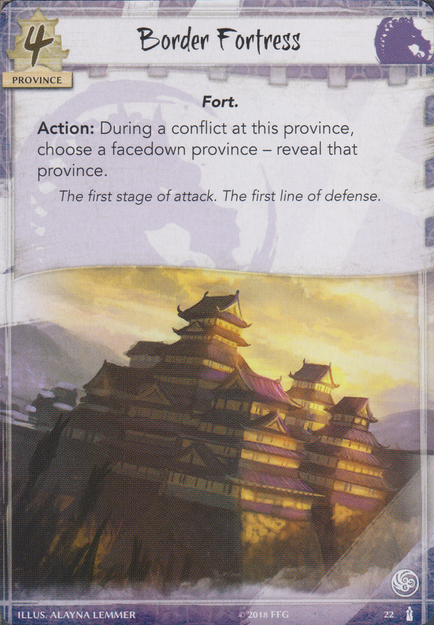 4
PROVINCE
Border Fortress
Fort.
Action: During a conflict at this province,
choose a facedown province – reveal that
province.
The first stage of attack. The first line of defense.
ILLUS. ALAYNA LEMMER
© 2018 FFG
22